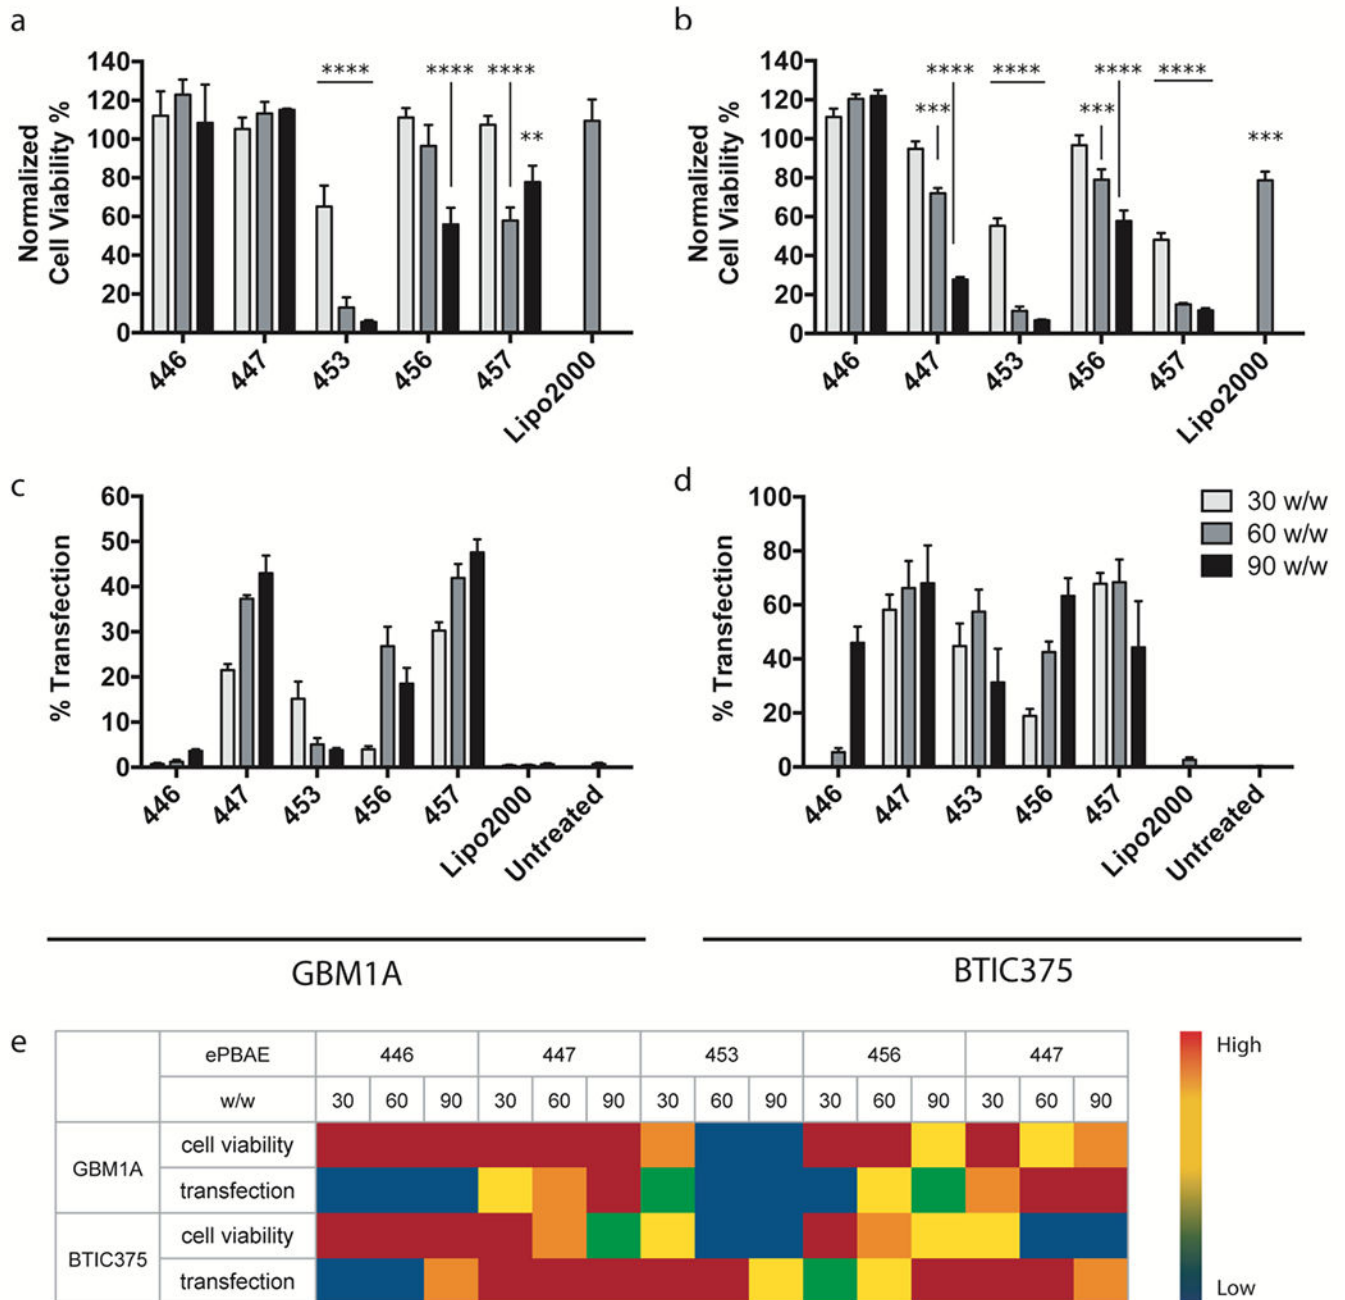 a
140
120
100
80
60
40
20
0
Normalized
Cell Viability %
****
****
****
**
446
447
453
456
457
Lipo2000
b
140
120
100
80
60
40
20
0
Normalized
Cell Viability %
****
****
****
****
***
***
***
446
447
453
456
457
Lipo2000
c
60
50
40
30
20
10
0
% Transfection
446
447
453
456
457
Lipo2000
Untreated
d
100
80
60
40
20
0
% Transfection
30 w/w
60 w/w
90 w/w
446
447
453
456
457
Lipo2000
Untreated
GBM1A
BTIC375
e
ePBAE 446 447 453 456 447
w/w 30 60 90 30 60 90 30 60 90 30 60 90 30 60 90
GBM1A
cell viability
transfection
BTIC375
cell viability
transfection
High
Low